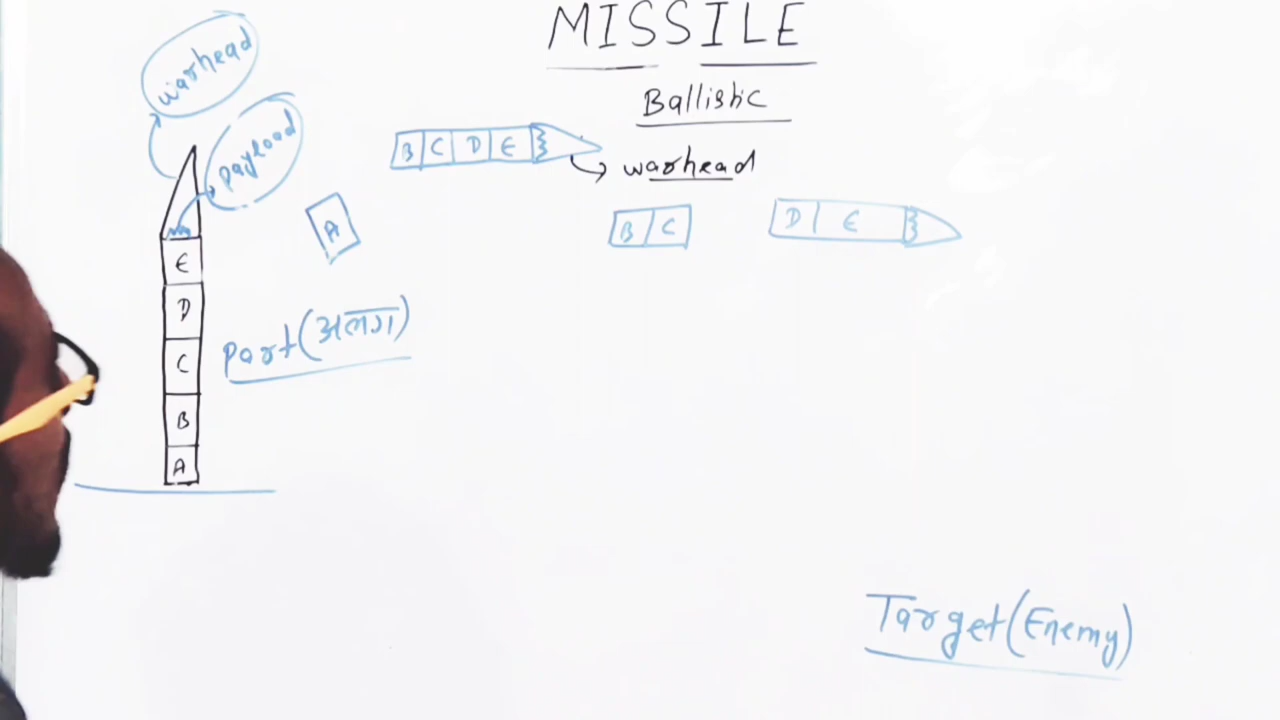 MISSILE
Ballistic
warhead
payload
B C D E
warhead
A
B C
D E
E
D
C
B
A
Part (अलग)
Target (Enemy)